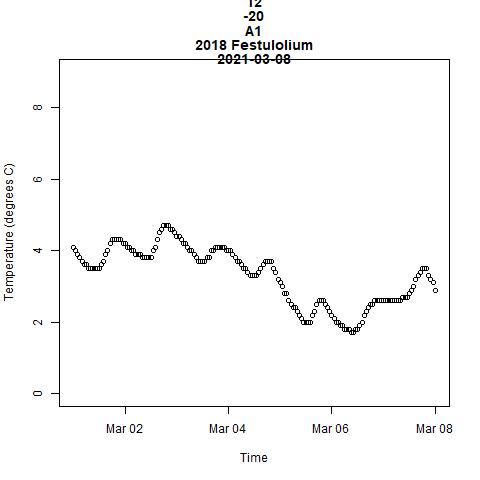 T2
-20
A1
2018 Festulolium
2021-03-08
Temperature (degrees C)
8
6
4
2
0
Mar 02 Mar 04 Mar 06 Mar 08
Time